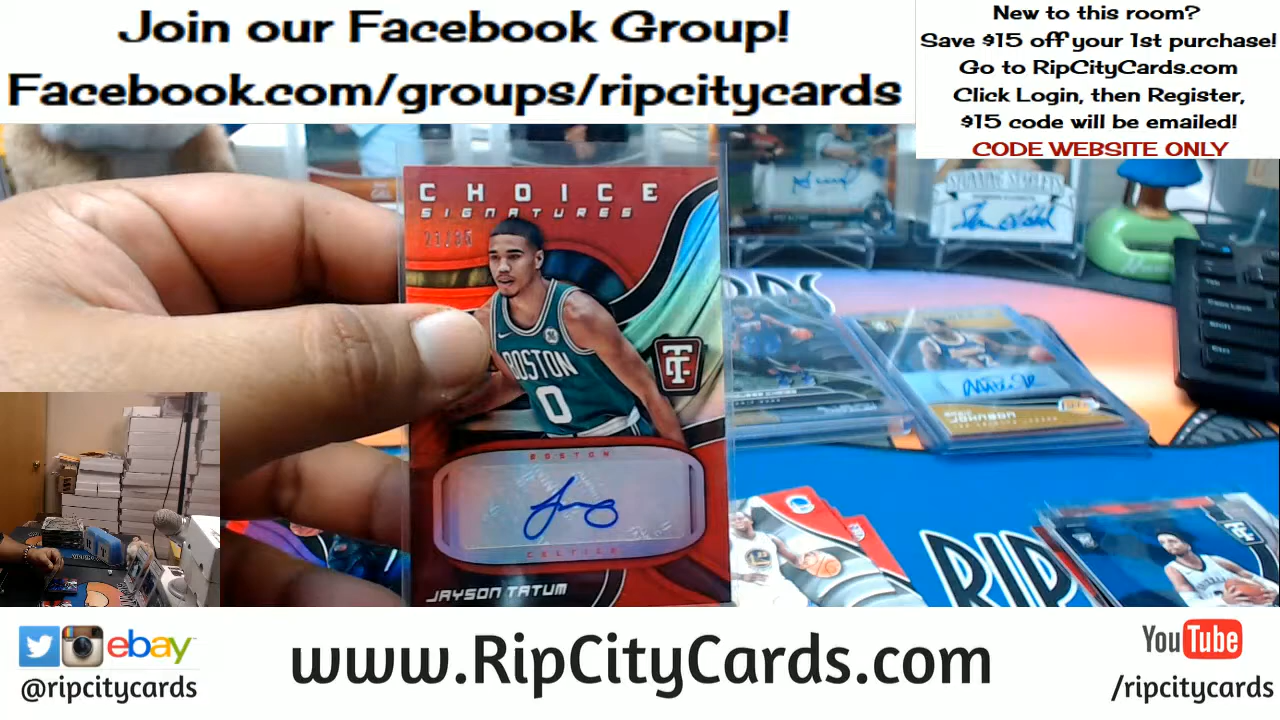 Join our Facebook Group!
Facebook.com/groups/ripcitycards
New to this room?
Save $15 off your 1st purchase!
Go to RipCityCards.com
Click Login, then Register,
$15 code will be emailed!
CODE WEBSITE ONLY
CHOICE
SIGNATURES
BOSTON
0
BOSTON
CELTICS
JAYSON TATUM
JOHNSON
RIP
ebay
@ripcitycards
www.RipCityCards.com
YouTube
/ripcitycards